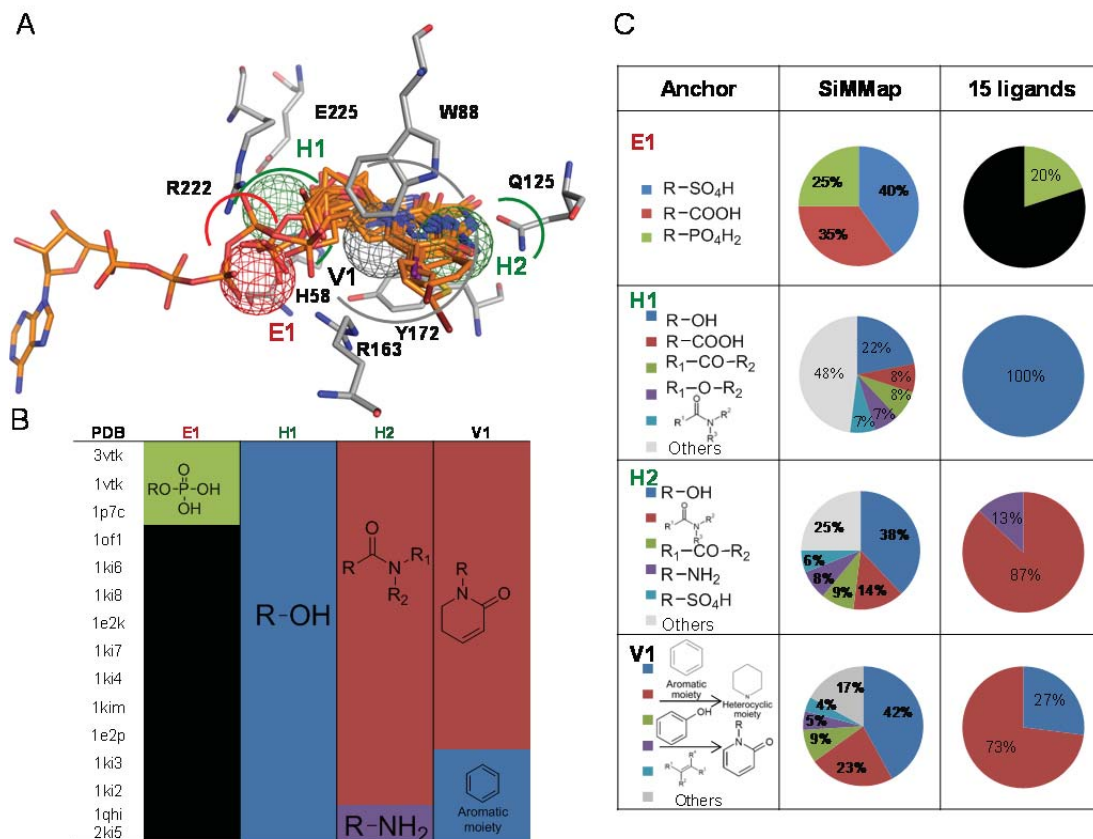 A
E225
W88
H1
R222
Q125
V1
H2
H58
E1
Y172
R163
B
PDB E1 H1 H2 V1
3vtk
1vtk
1p7c
1of1
1ki6
1ki8
1e2k
1ki7
1ki4
1kim
1e2p
1ki3
1ki2
1qhi
2ki5
O
RO-P-OH
OH
R-OH
O
R N R1
R2
R-NH2
R
N O
Aromatic
moiety
C
Anchor SiMMap 15 ligands
E1
R-SO4H
R-COOH
R-PO4H2
25% 40%
35%
20%
H1
R-OH
R-COOH
R1-CO-R2
R1-O-R2
Others
22%
48%
8%
8%
7%
7%
100%
H2
R-OH
R1-CO-R2
R-NH2
R-SO4H
Others
25% 38%
6%
8%
9% 14%
13%
87%
V1
Aromatic
moiety
Heterocyclic
moiety
OH
R
N O
Others
17%
4%
5%
9%
42%
23%
27%
73%